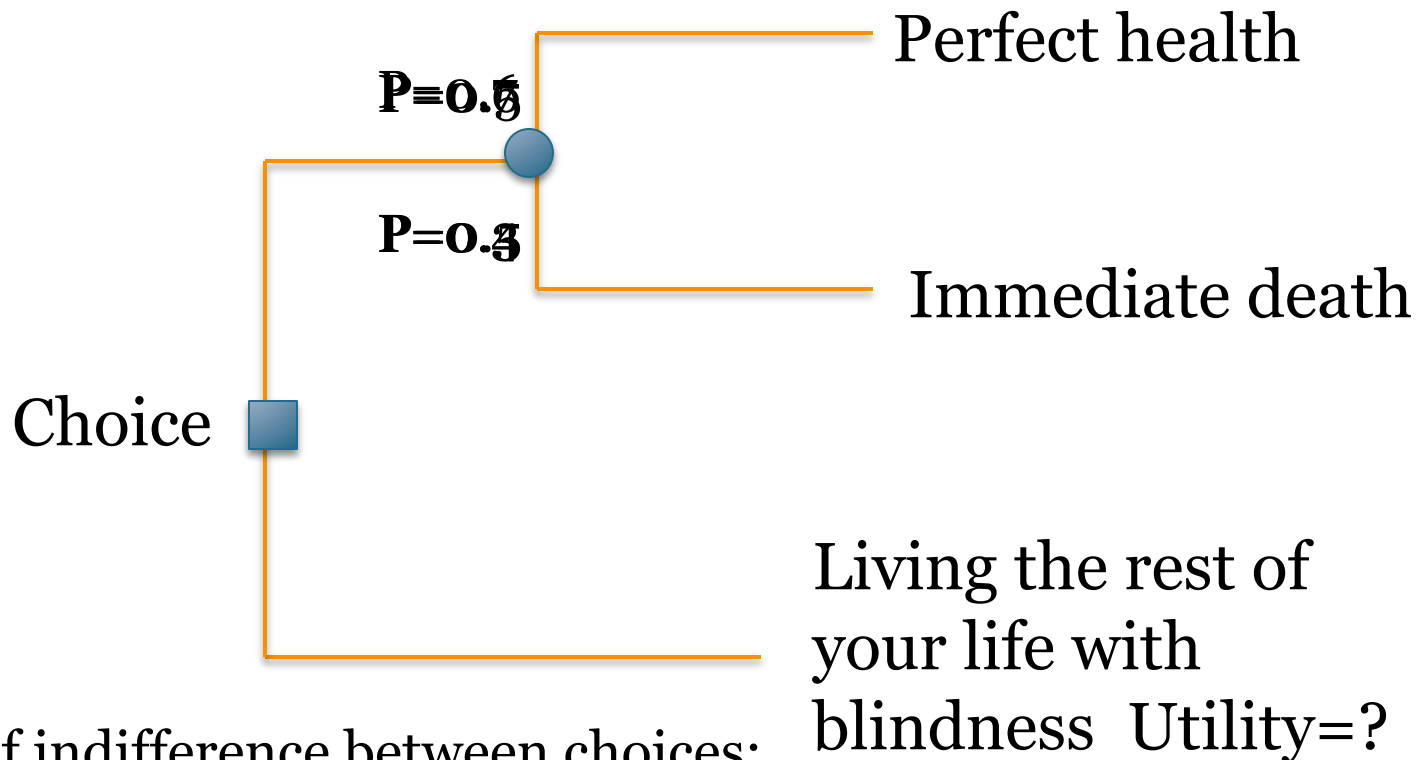 Perfect health
P=0.
P=0.
Immediate death
Choice
Living the rest of
your life with
blindness Utility=?
f indifference between choices: